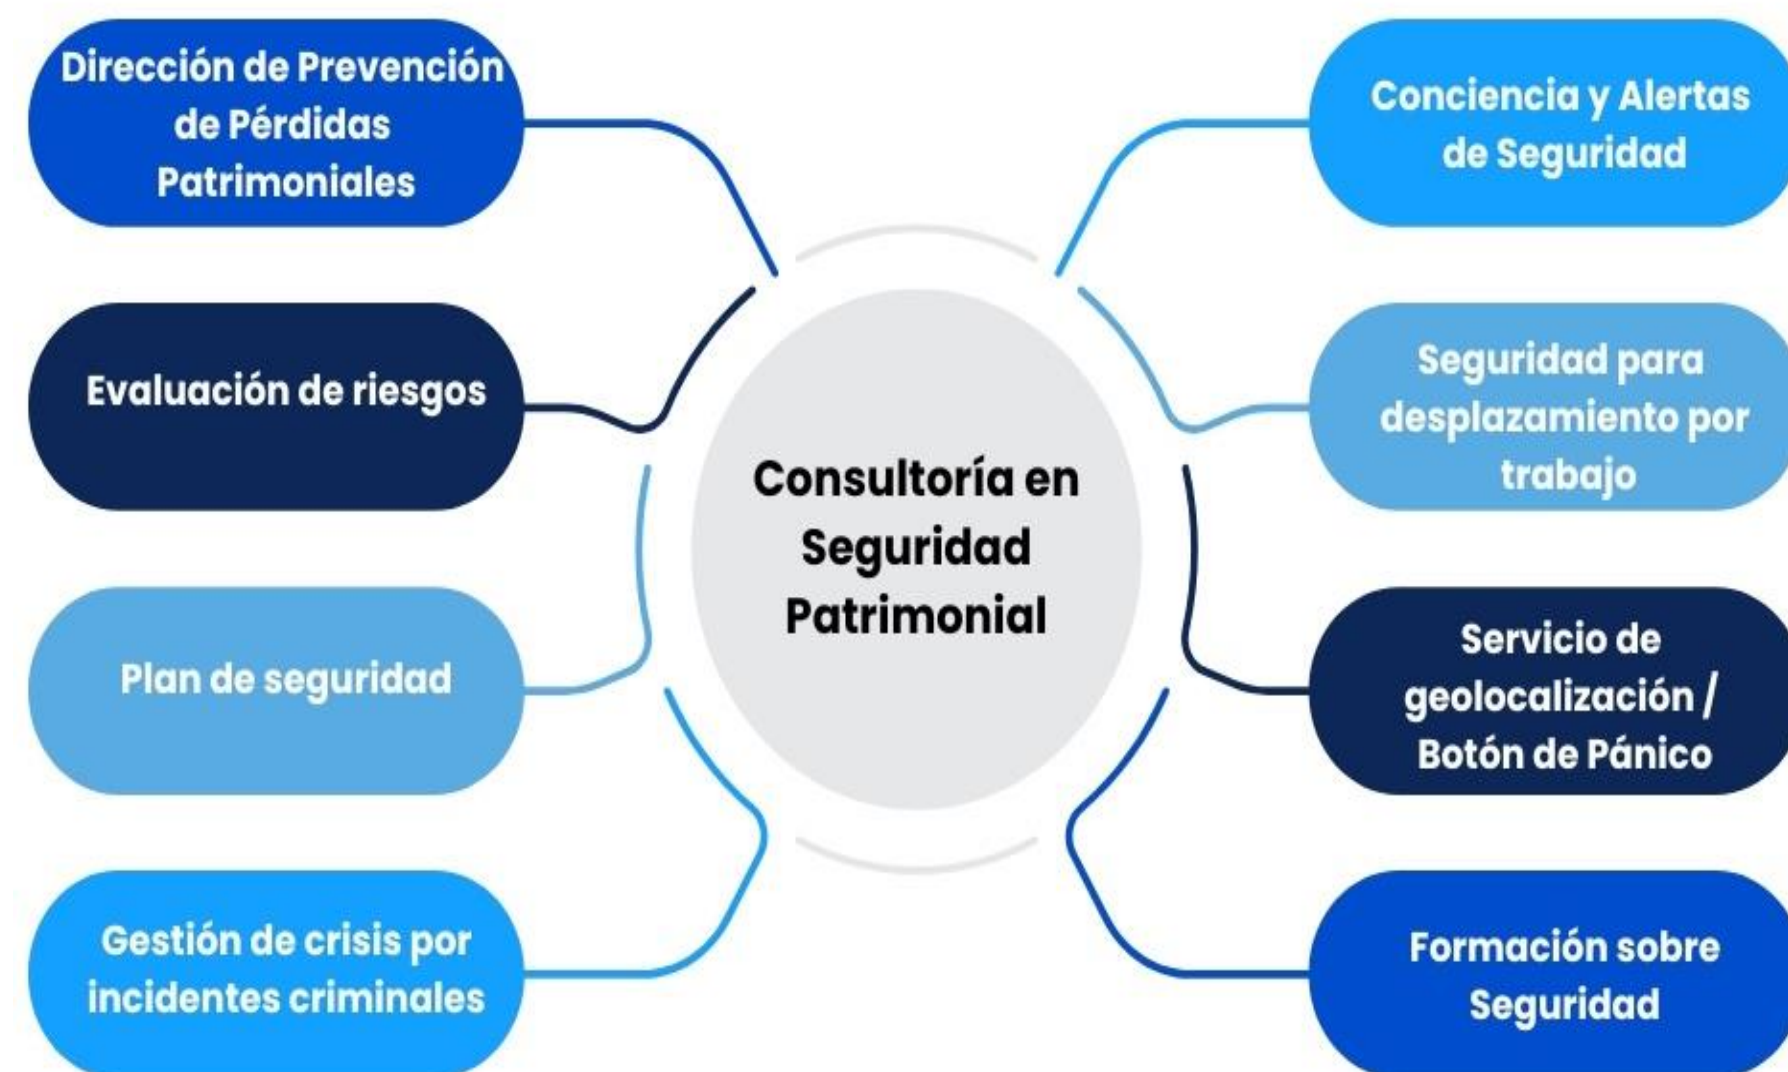 Dirección de Prevención
de Pérdidas
Patrimoniales
Evaluación de riesgos
Plan de seguridad
Gestión de crisis por
incidentes criminales
Consultoría en
Seguridad
Patrimonial
Conciencia y Alertas
de Seguridad
Seguridad para
desplazamiento por
trabajo
Servicio de
geolocalización /
Botón de Pánico
Formación sobre
Seguridad